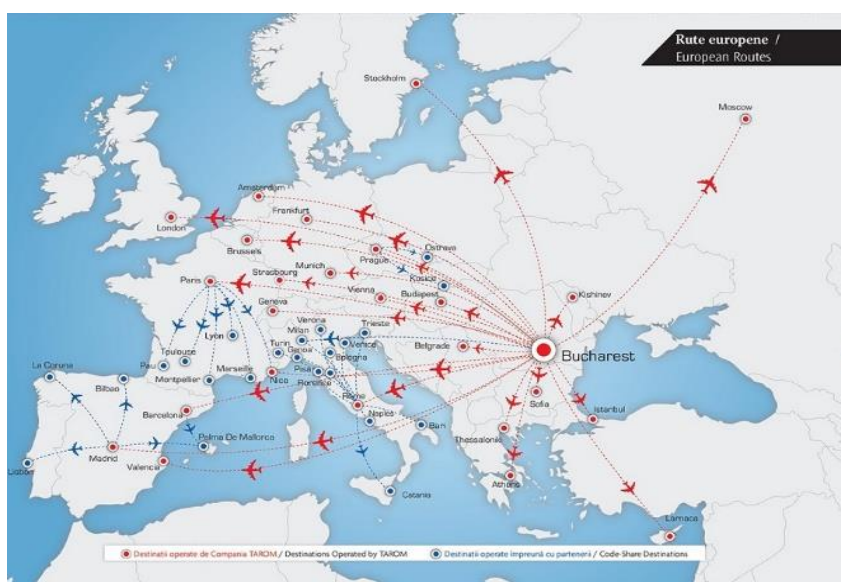 Rute europene /
European Routes
Stockholm
Moscow
Amsterdam
Frankfurt
London
Brussels
Prague
Ostrava
Kosice
Paris
Strasbourg
Munich
Vienna
Budapest
Kishinev
Geneva
Verona
Milan
Trieste
Lyon
Turin
Venice
Belgrade
Bucharest
Genoa
Bologna
Toulouse
Pau
Pisa
La Coruna
Montpellier
Marseille
Nice
Florence
Bilbao
Rome
Sofia
Barcelona
Naples
Bari
Istanbul
Thessaloniki
Palma De Mallorca
Madrid
Lisbon
Valencia
Athens
Catania
Larnaca
Destinatii operate de Compania TAROM / Destinations Operated by TAROM
Destinatii operate împreună cu partenerii / Code-Share Destinations